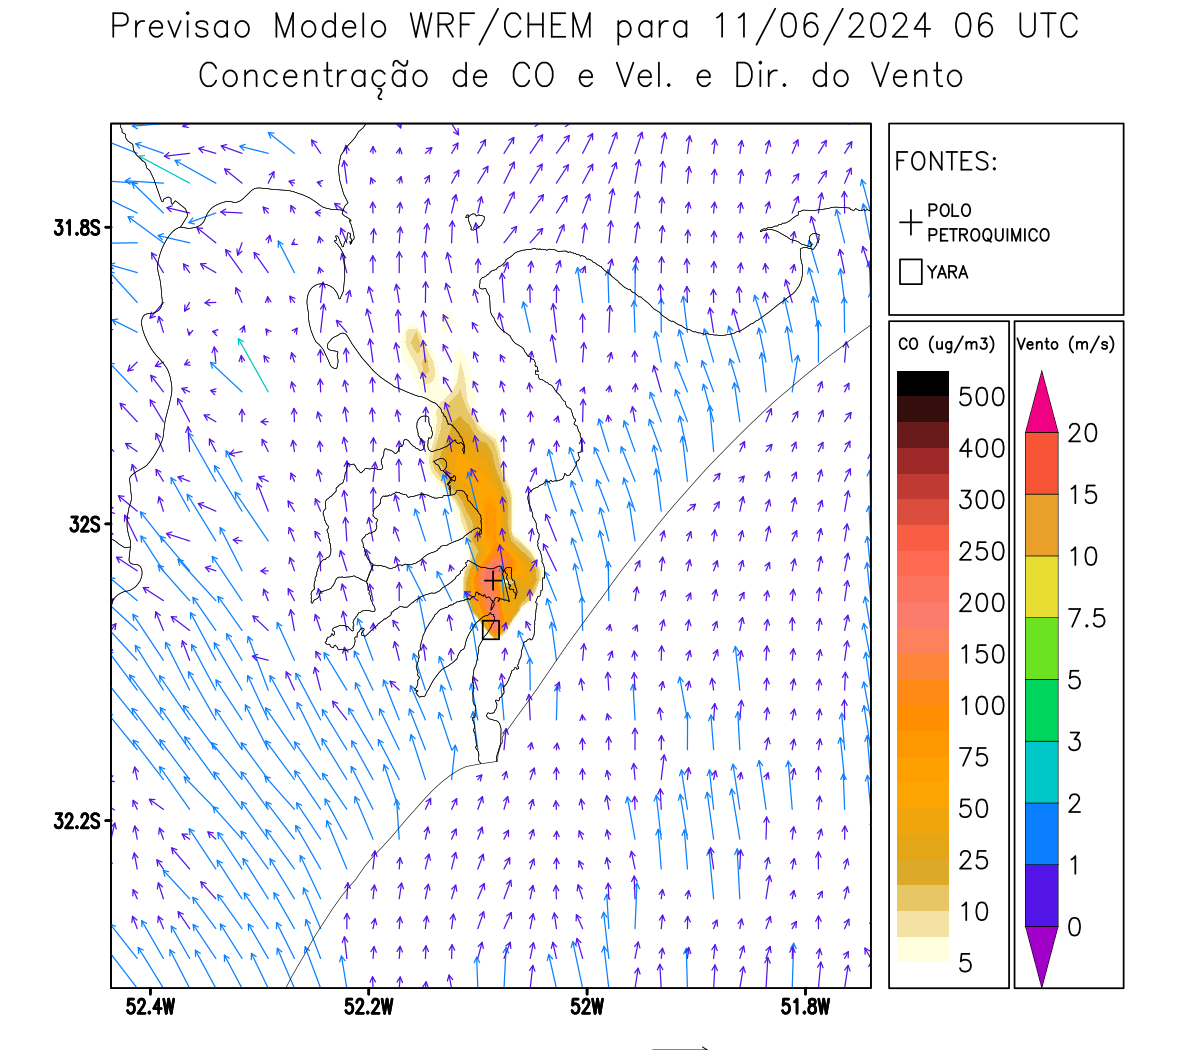 Previsao Modelo WRF/CHEM para 11/06/2024 06 UTC
Concentração de CO e Vel. e Dir. do Vento
FONTES:
POLO
PETROQUIMICO
YARA
CO (ug/m3)
500
400
300
250
200
150
100
75
50
25
10
5
Vento (m/s)
20
15
10
7.5
5
3
2
1
0
31.8S
32S
32.2S
52.4W
52.2W
52W
51.8W